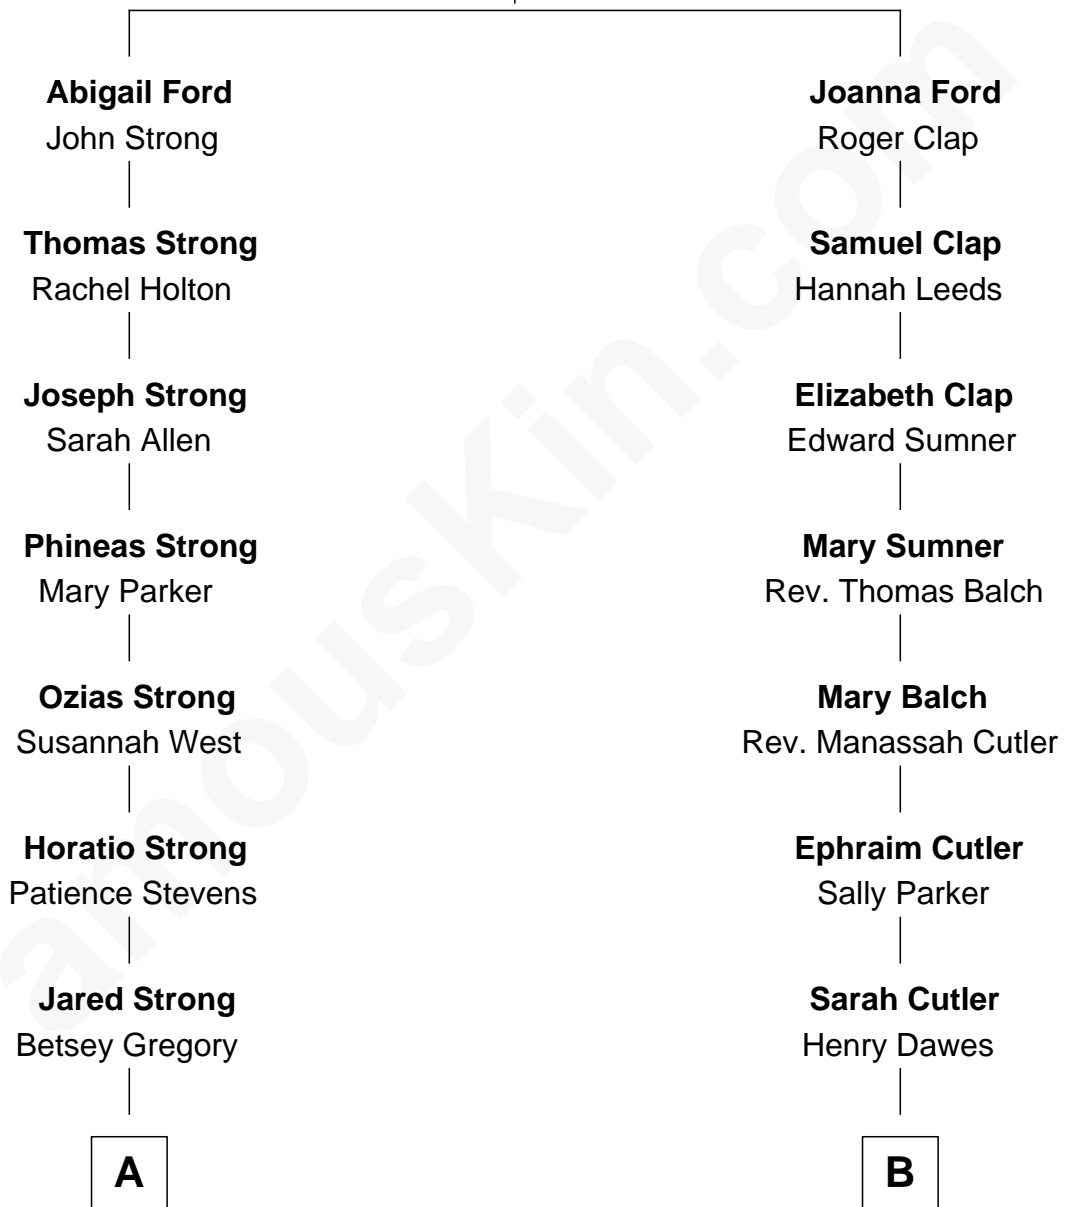 Abigail Ford
John Strong
Thomas Strong
Rachel Holton
Joseph Strong
Sarah Allen
Phineas Strong
Mary Parker
Ozias Strong
Susannah West
Horatio Strong
Patience Stevens
Jared Strong
Betsey Gregory
A
Joanna Ford
Roger Clap
Samuel Clap
Hannah Leeds
Elizabeth Clap
Edward Sumner
Mary Sumner
Rev. Thomas Balch
Mary Balch
Rev. Manassah Cutler
Ephraim Cutler
Sally Parker
Sarah Cutler
Henry Dawes
B
amouskin.com